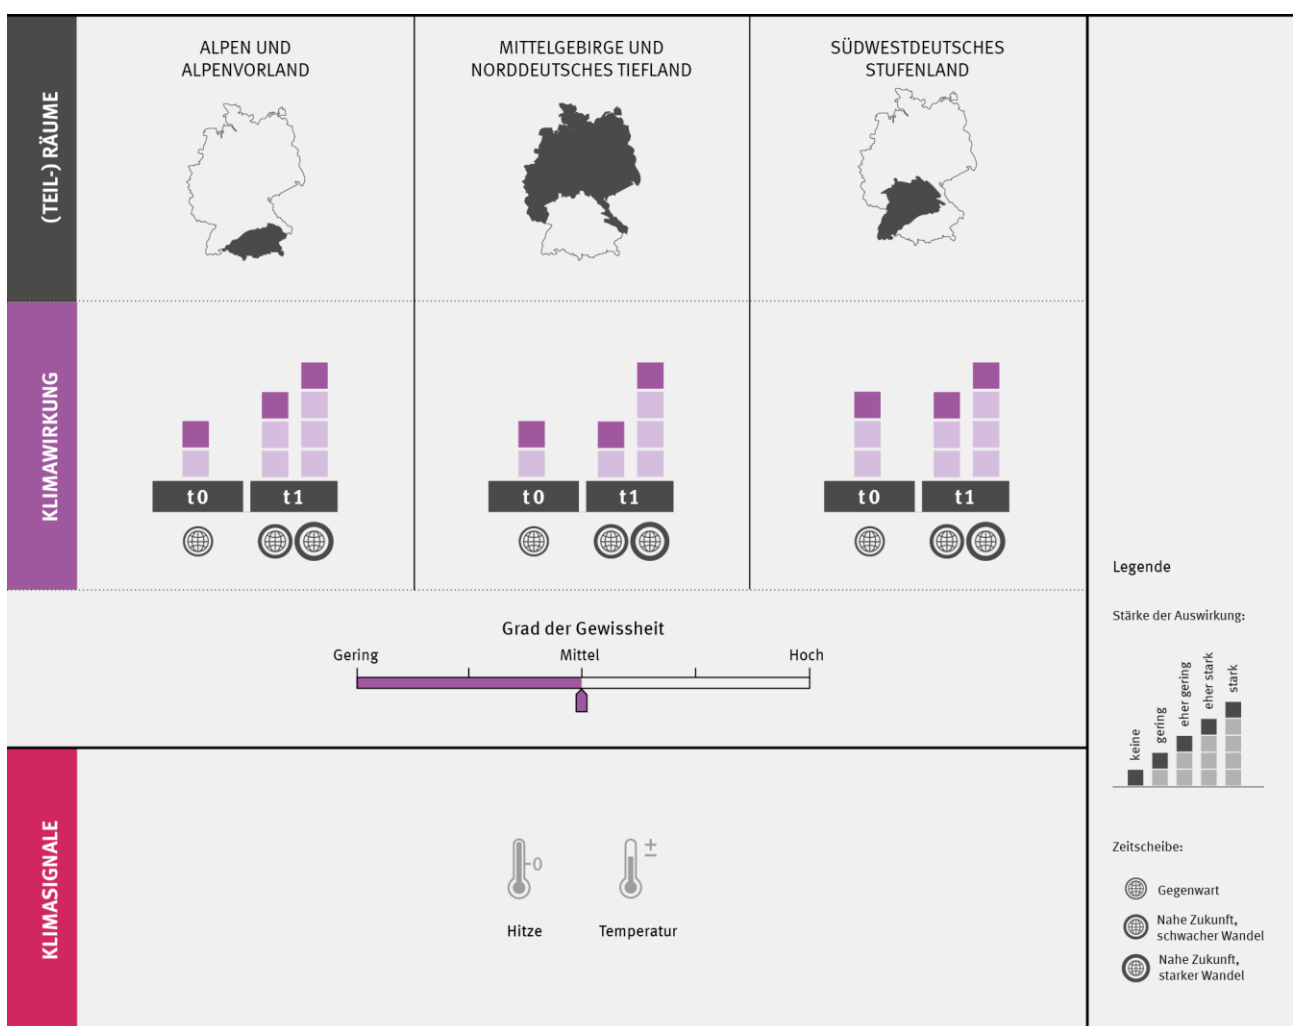 (TEIL-) RÄUME
ALPEN UND
ALPENVORLAND
MITTELGEBIRGE UND
NORDDEUTSCHES TIEFLAND
SÜDWESTDEUTSCHES
STUFENLAND
KLIMAWIRKUNG
t0
t1
t0
t1
t0
t1
Grad der Gewissheit
Gering
Mittel
Hoch
KLIMASIGNALE
0
±
Hitze
Temperatur
Legende
Stärke der Auswirkung:
keine
gering
eher gering
eher stark
stark
Zeitscheibe:
Gegenwart
Nahe Zukunft,
schwacher Wandel
Nahe Zukunft,
starker Wandel